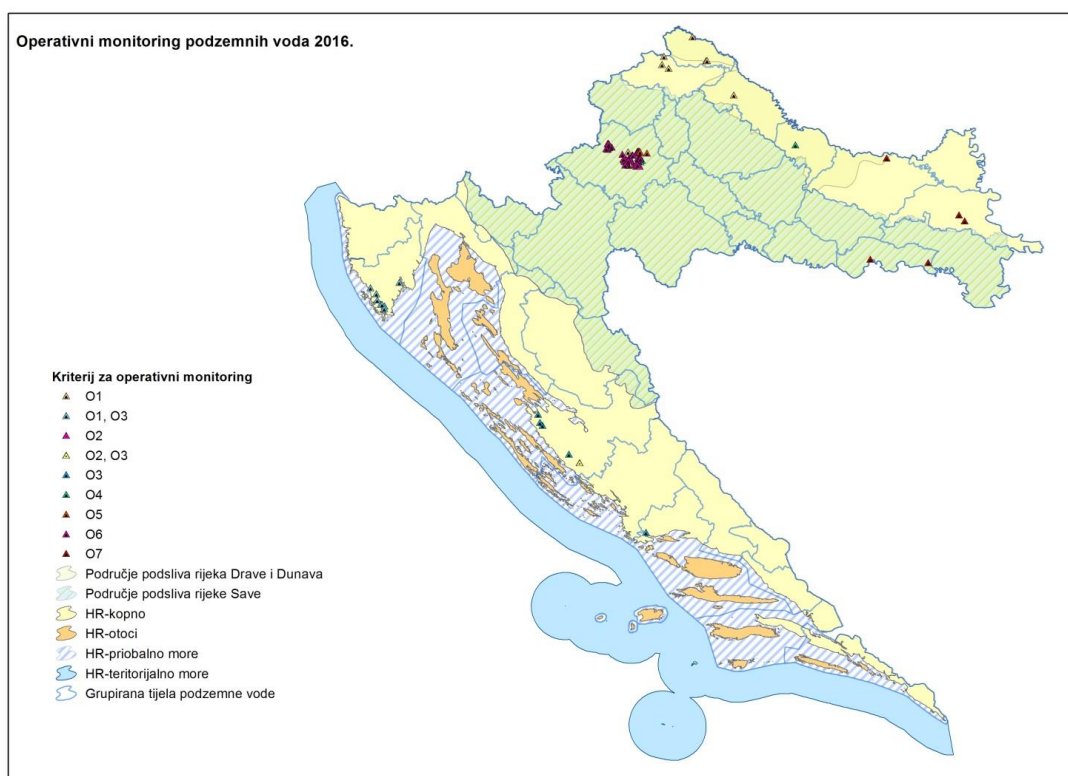 Operativni monitoring podzemnih voda 2016.
Kriterij za operativni monitoring
O1
O1, O3
O2
O2, O3
O3
O4
O5
O6
O7
Područje podsliva rijeka Drave i Dunava
Područje podsliva rijeke Save
HR-kopno
HR-otoci
HR-priobalno more
HR-teritorijalno more
Grupirana tijela podzemne vode